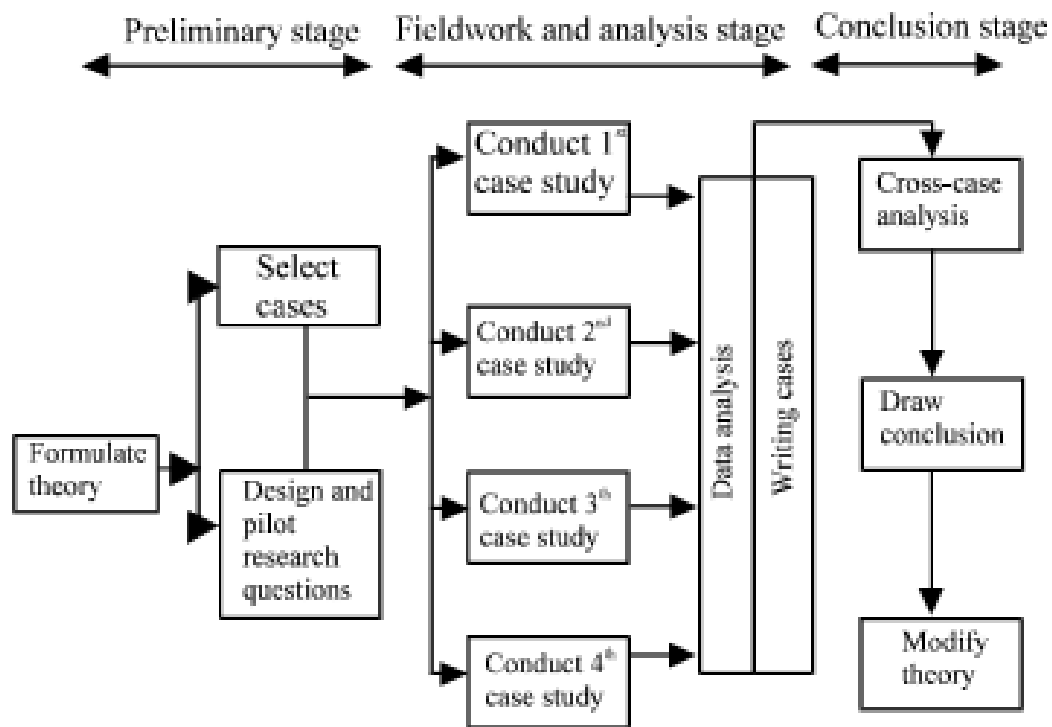 Preliminary stage
Fieldwork and analysis stage
Conclusion stage
Formulate
theory
Select
cases
Design and
pilot
research
questions
Conduct 1st
case study
Conduct 2nd
case study
Conduct 3th
case study
Conduct 4th
case study
Data analysis
Writing cases
Cross-case
analysis
Draw
conclusion
Modify
theory